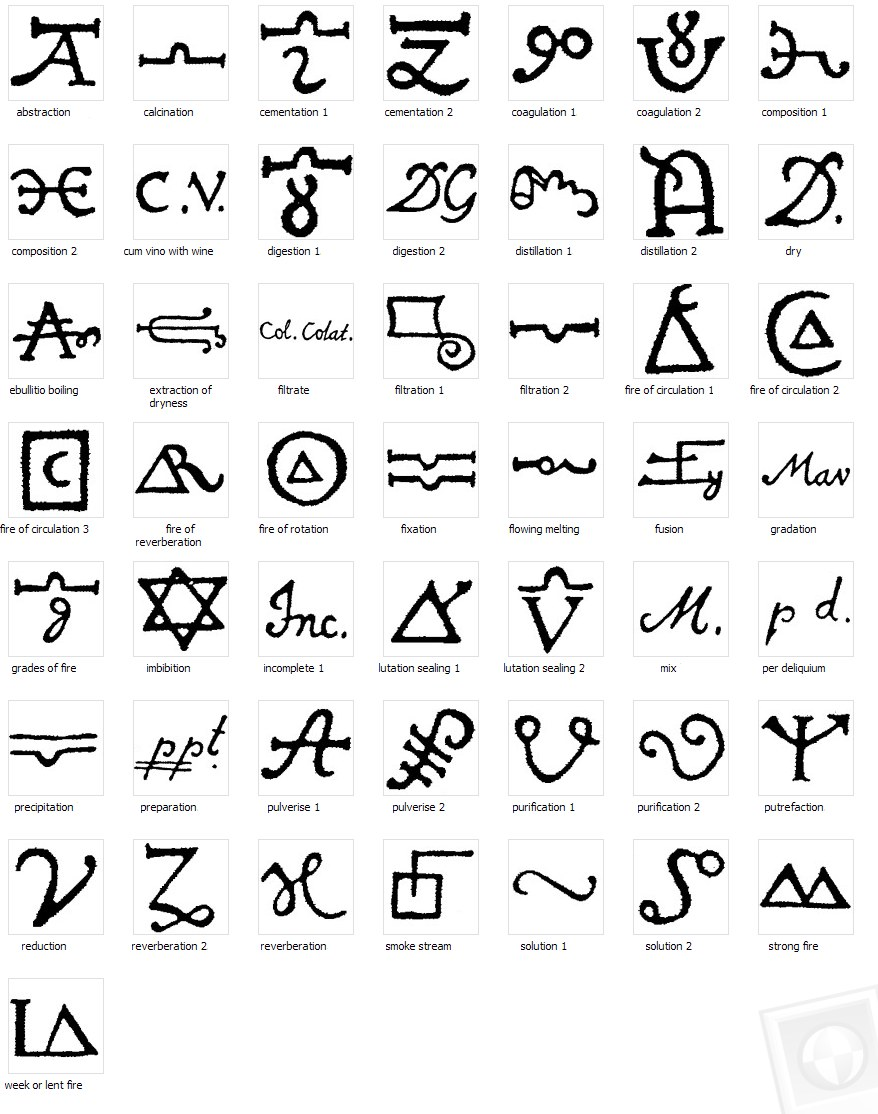 abstraction
calcination
cementation 1
cementation 2
coagulation 1
coagulation 2
composition 1
composition 2
C.V.
cum vino with wine
digestion 1
DG
digestion 2
distillation 1
distillation 2
D.
dry
ebullitio boiling
extraction of
dryness
Col. Colat.
filtrate
filtration 1
filtration 2
fire of circulation 1
fire of circulation 2
C
fire of circulation 3
fire of
reverberation
fire of rotation
fixation
flowing melting
fusion
Mav
gradation
grades of fire
imbibition
Inc.
incomplete 1
lutation sealing 1
lutation sealing 2
M.
mix
p d.
per deliquium
precipitation
ppt.
preparation
pulverise 1
pulverise 2
purification 1
purification 2
putrefaction
reduction
reverberation 2
reverberation
smoke stream
solution 1
solution 2
strong fire
week or lent fire